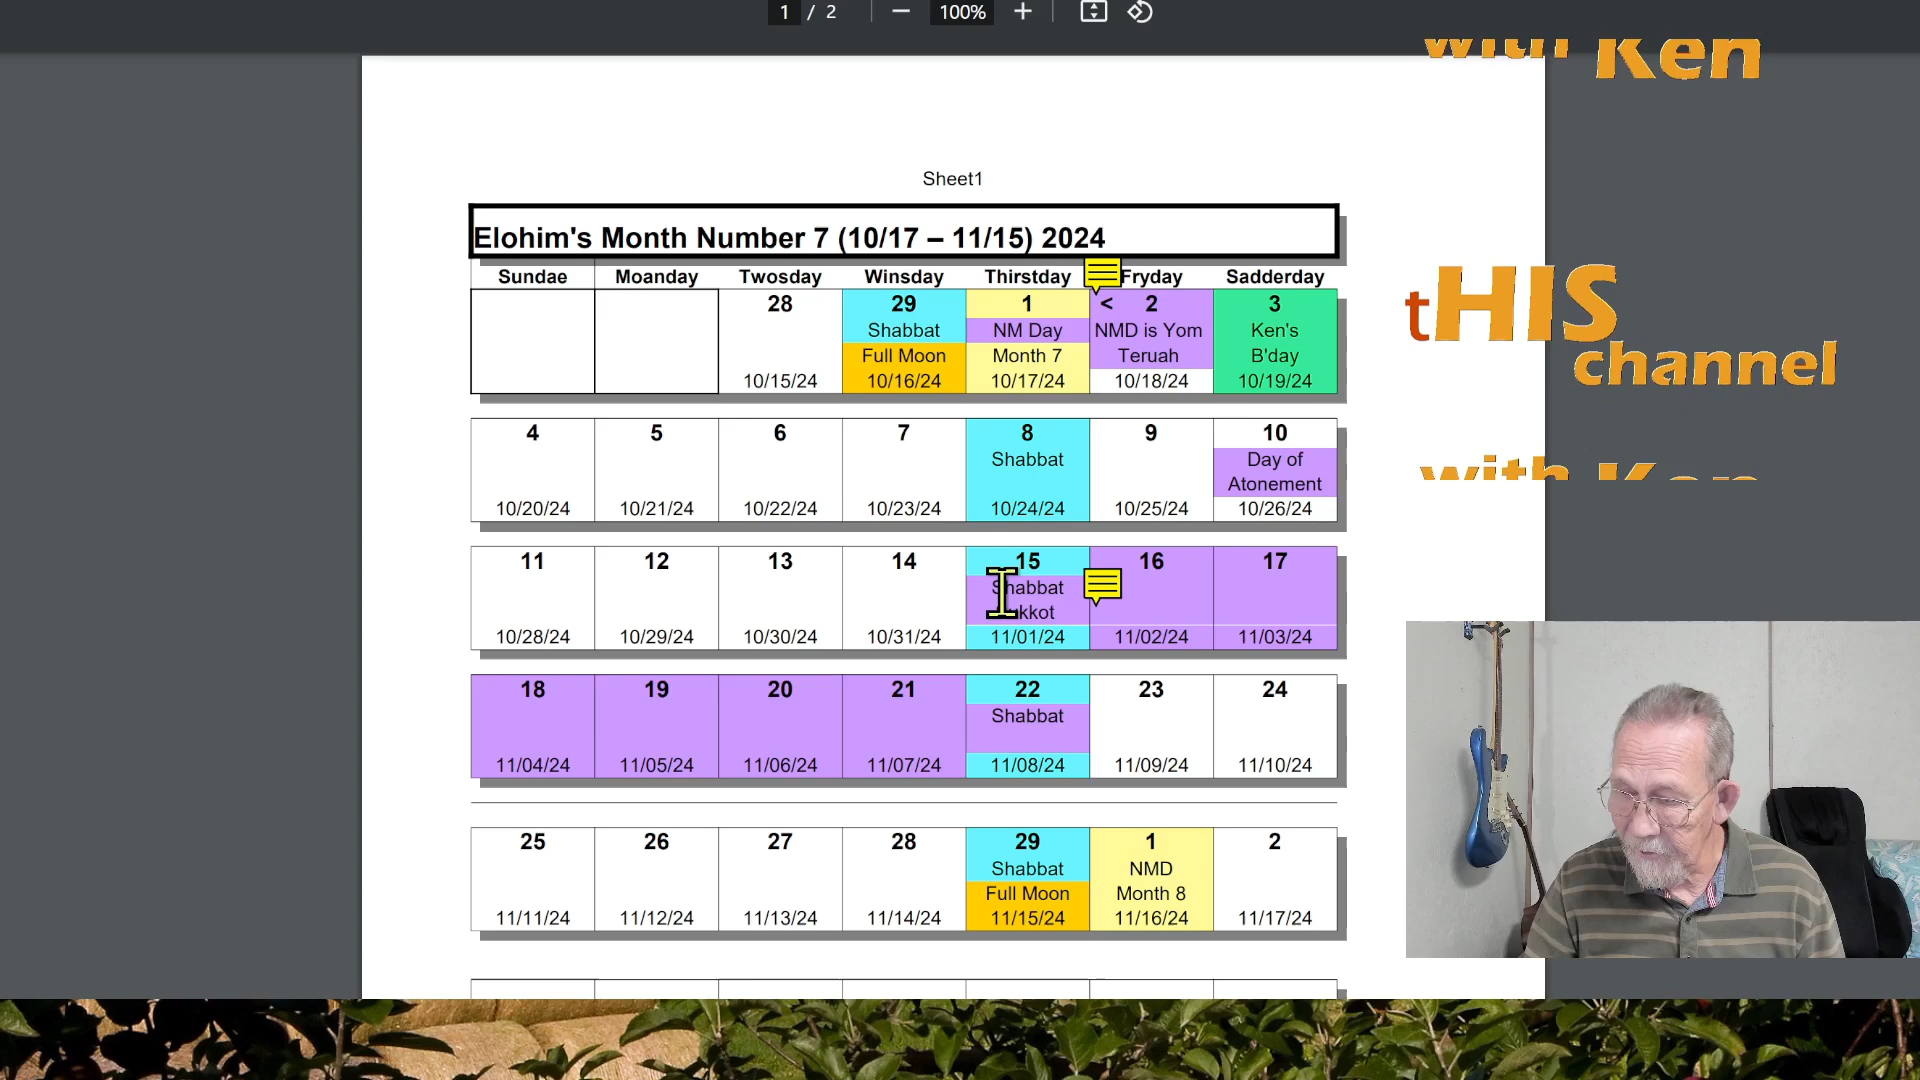 1 / 2 — 100% +
with Ken
Sheet1
Elohim's Month Number 7 (10/17 – 11/15) 2024
Sundae Moanday Twosday Winsday Thirstday Fryday Sadderday
28 29 1 < 2 3
Shabbat NM Day NMD is Yom Ken's
Full Moon Month 7 Teruah B'day
10/15/24 10/16/24 10/17/24 10/18/24 10/19/24
tHIS
channel
4 5 6 7 8 9 10
Shabbat Day of
Atonement
10/20/24 10/21/24 10/22/24 10/23/24 10/24/24 10/25/24 10/26/24
with Ken
11 12 13 14 15 16 17
Shabbat
10/28/24 10/29/24 10/30/24 10/31/24 11/01/24 11/02/24 11/03/24
18 19 20 21 22 23 24
Shabbat
11/04/24 11/05/24 11/06/24 11/07/24 11/08/24 11/09/24 11/10/24
25 26 27 28 29 1 2
Shabbat NMD
Full Moon Month 8
11/11/24 11/12/24 11/13/24 11/14/24 11/15/24 11/16/24 11/17/24